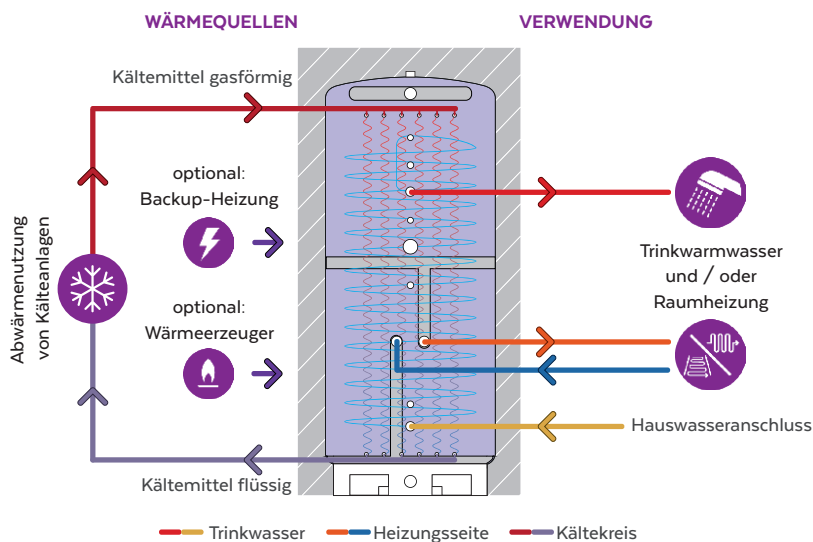 WÄRMEQUELLEN
VERWENDUNG
Kältemittel gasförmig
optional:
Backup-Heizung
Abwärmenutzung
von Kälteanlagen
optional:
Wärmeerzeuger
Trinkwarmwasser
und / oder
Raumheizung
Hauswasseranschluss
Kältemittel flüssig
Trinkwasser
Heizungsseite
Kältekreis